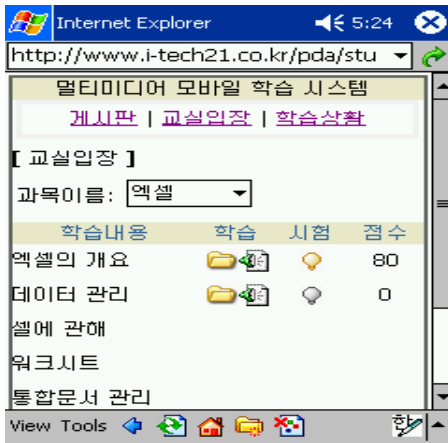 Internet Explorer 5:24
http://www.i-tech21.co.kr/pda/stu
멀티미디어 모바일 학습 시스템
게시판 | 교실입장 | 학습상황
[ 교실입장 ]
과목이름: 엑셀
학습내용 학습 시험 점수
엑셀의 개요 80
데이터 관리 0
셀에 관해
워크시트
통합문서 관리
View Tools 한